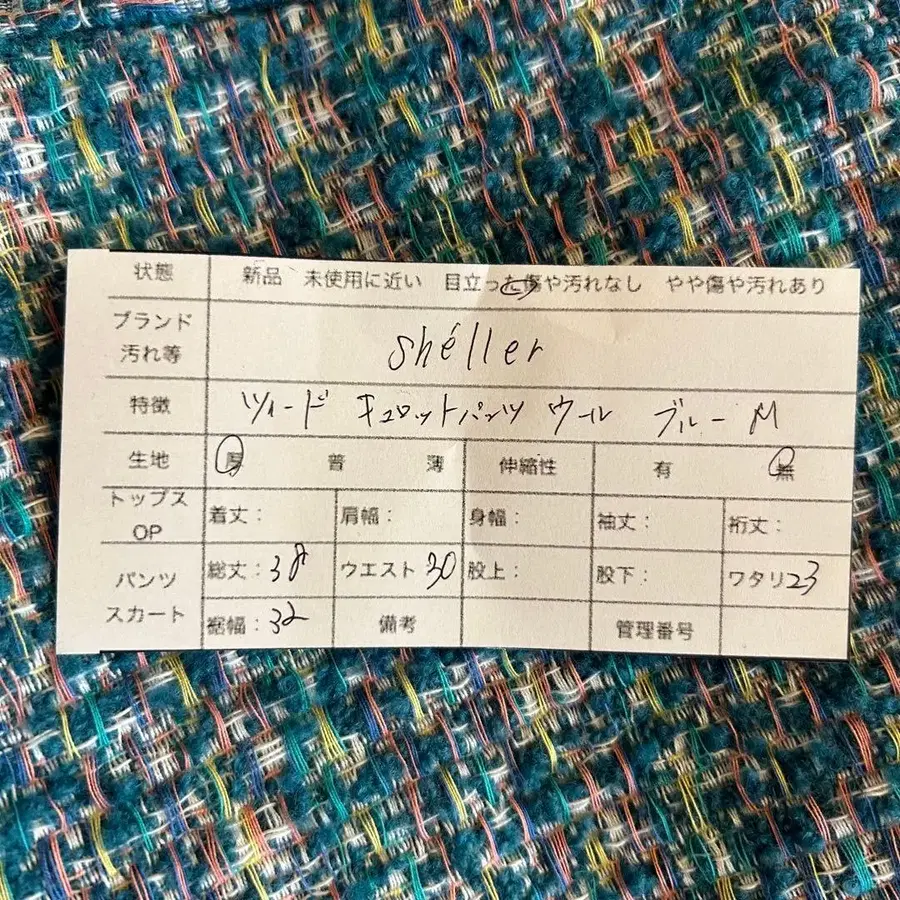 状態 新品 未使用に近い 目立った傷や汚れなし やや傷や汚れあり
ブランド
汚れ等 shéller
特徴 ツィード キュロットパンツ ウール ブルー M
生地 厚 普 薄 伸縮性 有 無
トップス
OP 着丈: 肩幅: 身幅: 袖丈: 裄丈:
パンツ
スカート
総丈:38 ウエスト30 股上: 股下: ワタリ23
裾幅:32 備考 管理番号